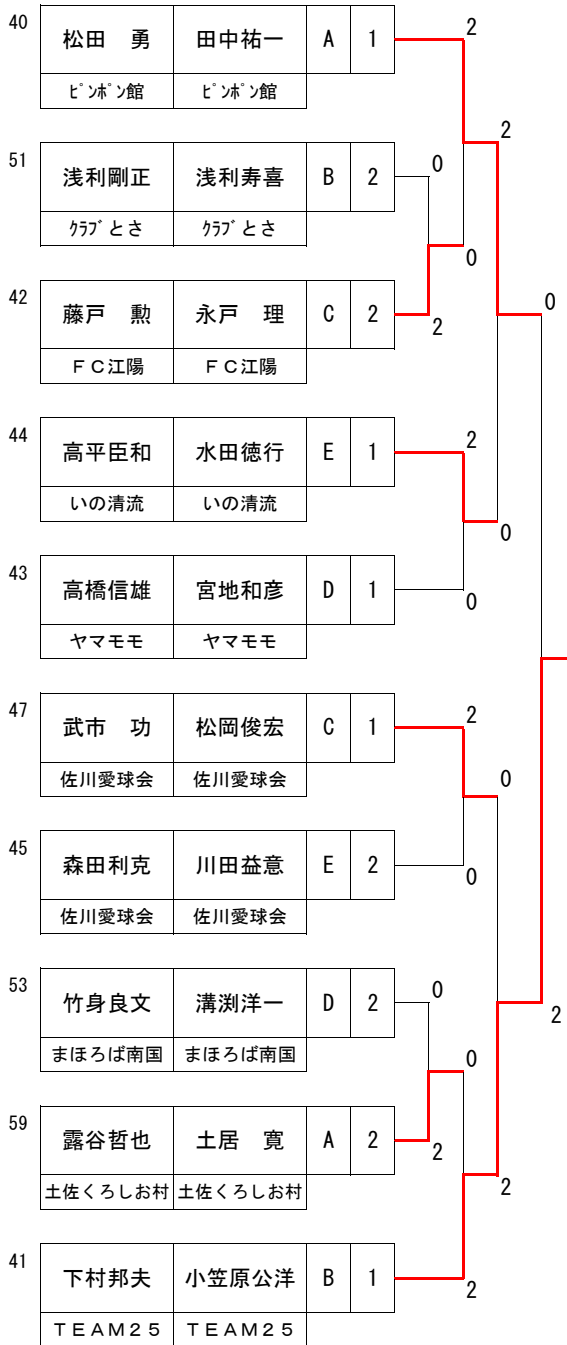 40 松田　勇 田中祐一 A 1 2
ﾋﾟﾝﾎﾟﾝ館 ﾋﾟﾝﾎﾟﾝ館
2
51 浅利剛正 浅利寿喜 B 2 0
ｸﾗﾌﾞとさ ｸﾗﾌﾞとさ
0
42 藤戸　勲 永戸　理 C 2 2
0
ＦＣ江陽 ＦＣ江陽
44 高平臣和 水田徳行 E 1 2
いの清流 いの清流
0
43 高橋信雄 宮地和彦 D 1 0
ヤマモモ ヤマモモ
47 武市　功 松岡俊宏 C 1 2
佐川愛球会 佐川愛球会
0
45 森田利克 川田益意 E 2 0
佐川愛球会 佐川愛球会
53 竹身良文 溝渕洋一 D 2 0
2
まほろば南国 まほろば南国
0
59 露谷哲也 土居　寛 A 2 2
土佐くろしお村 土佐くろしお村
2
41 下村邦夫 小笠原公洋 B 1 2
ＴＥＡＭ２５ ＴＥＡＭ２５